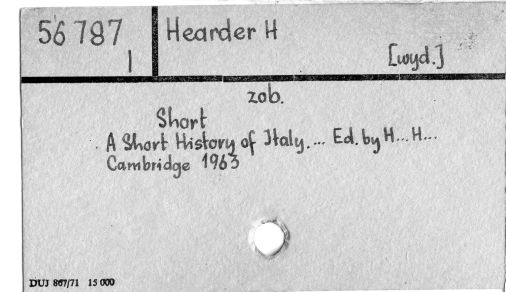 56 787 Hearder H
I [wyd.]
zob.
Short
A Short History of Italy.... Ed. by H... H...
Cambridge 1963
DUJ 867/71 15 000